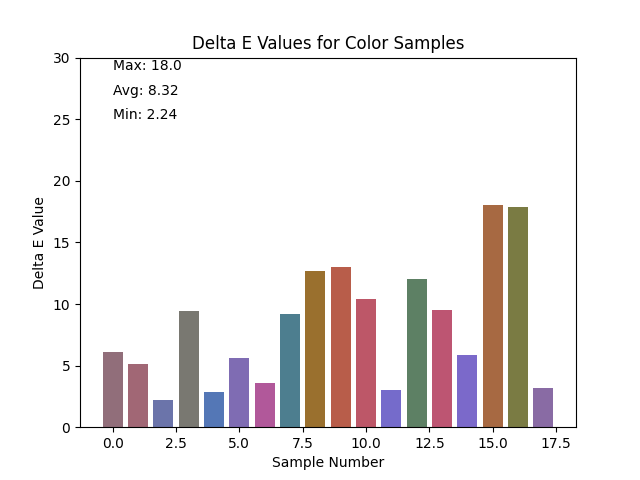 Delta E Values for Color Samples
Max: 18.0
Avg: 8.32
Min: 2.24
30
25
20
15
10
5
0
Delta E Value
0.0 2.5 5.0 7.5 10.0 12.5 15.0 17.5
Sample Number